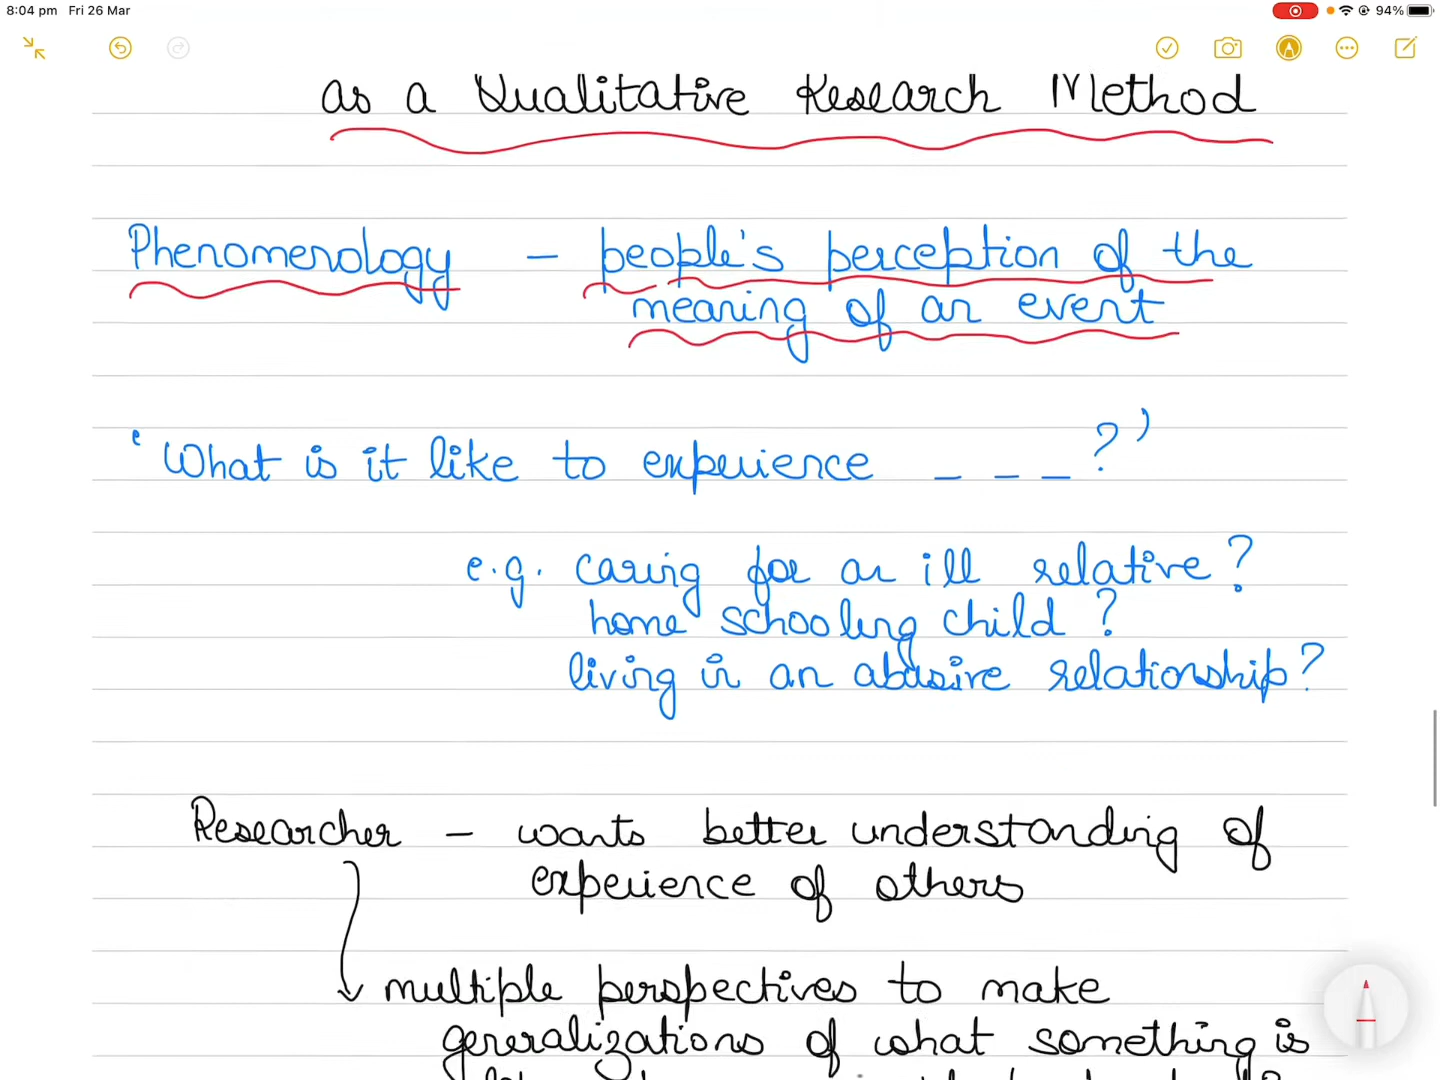 8:04 pm Fri 26 Mar 94%
as a Qualitative Research Method
Phenomenology - people's perception of the
meaning of an event
'What is it like to experience _ _ _ ?'
e.g. caring for an ill relative?
home schooling child?
living in an abusive relationship?
Researcher - wants better understanding of
experience of others
multiple perspectives to make
generalizations of what something is